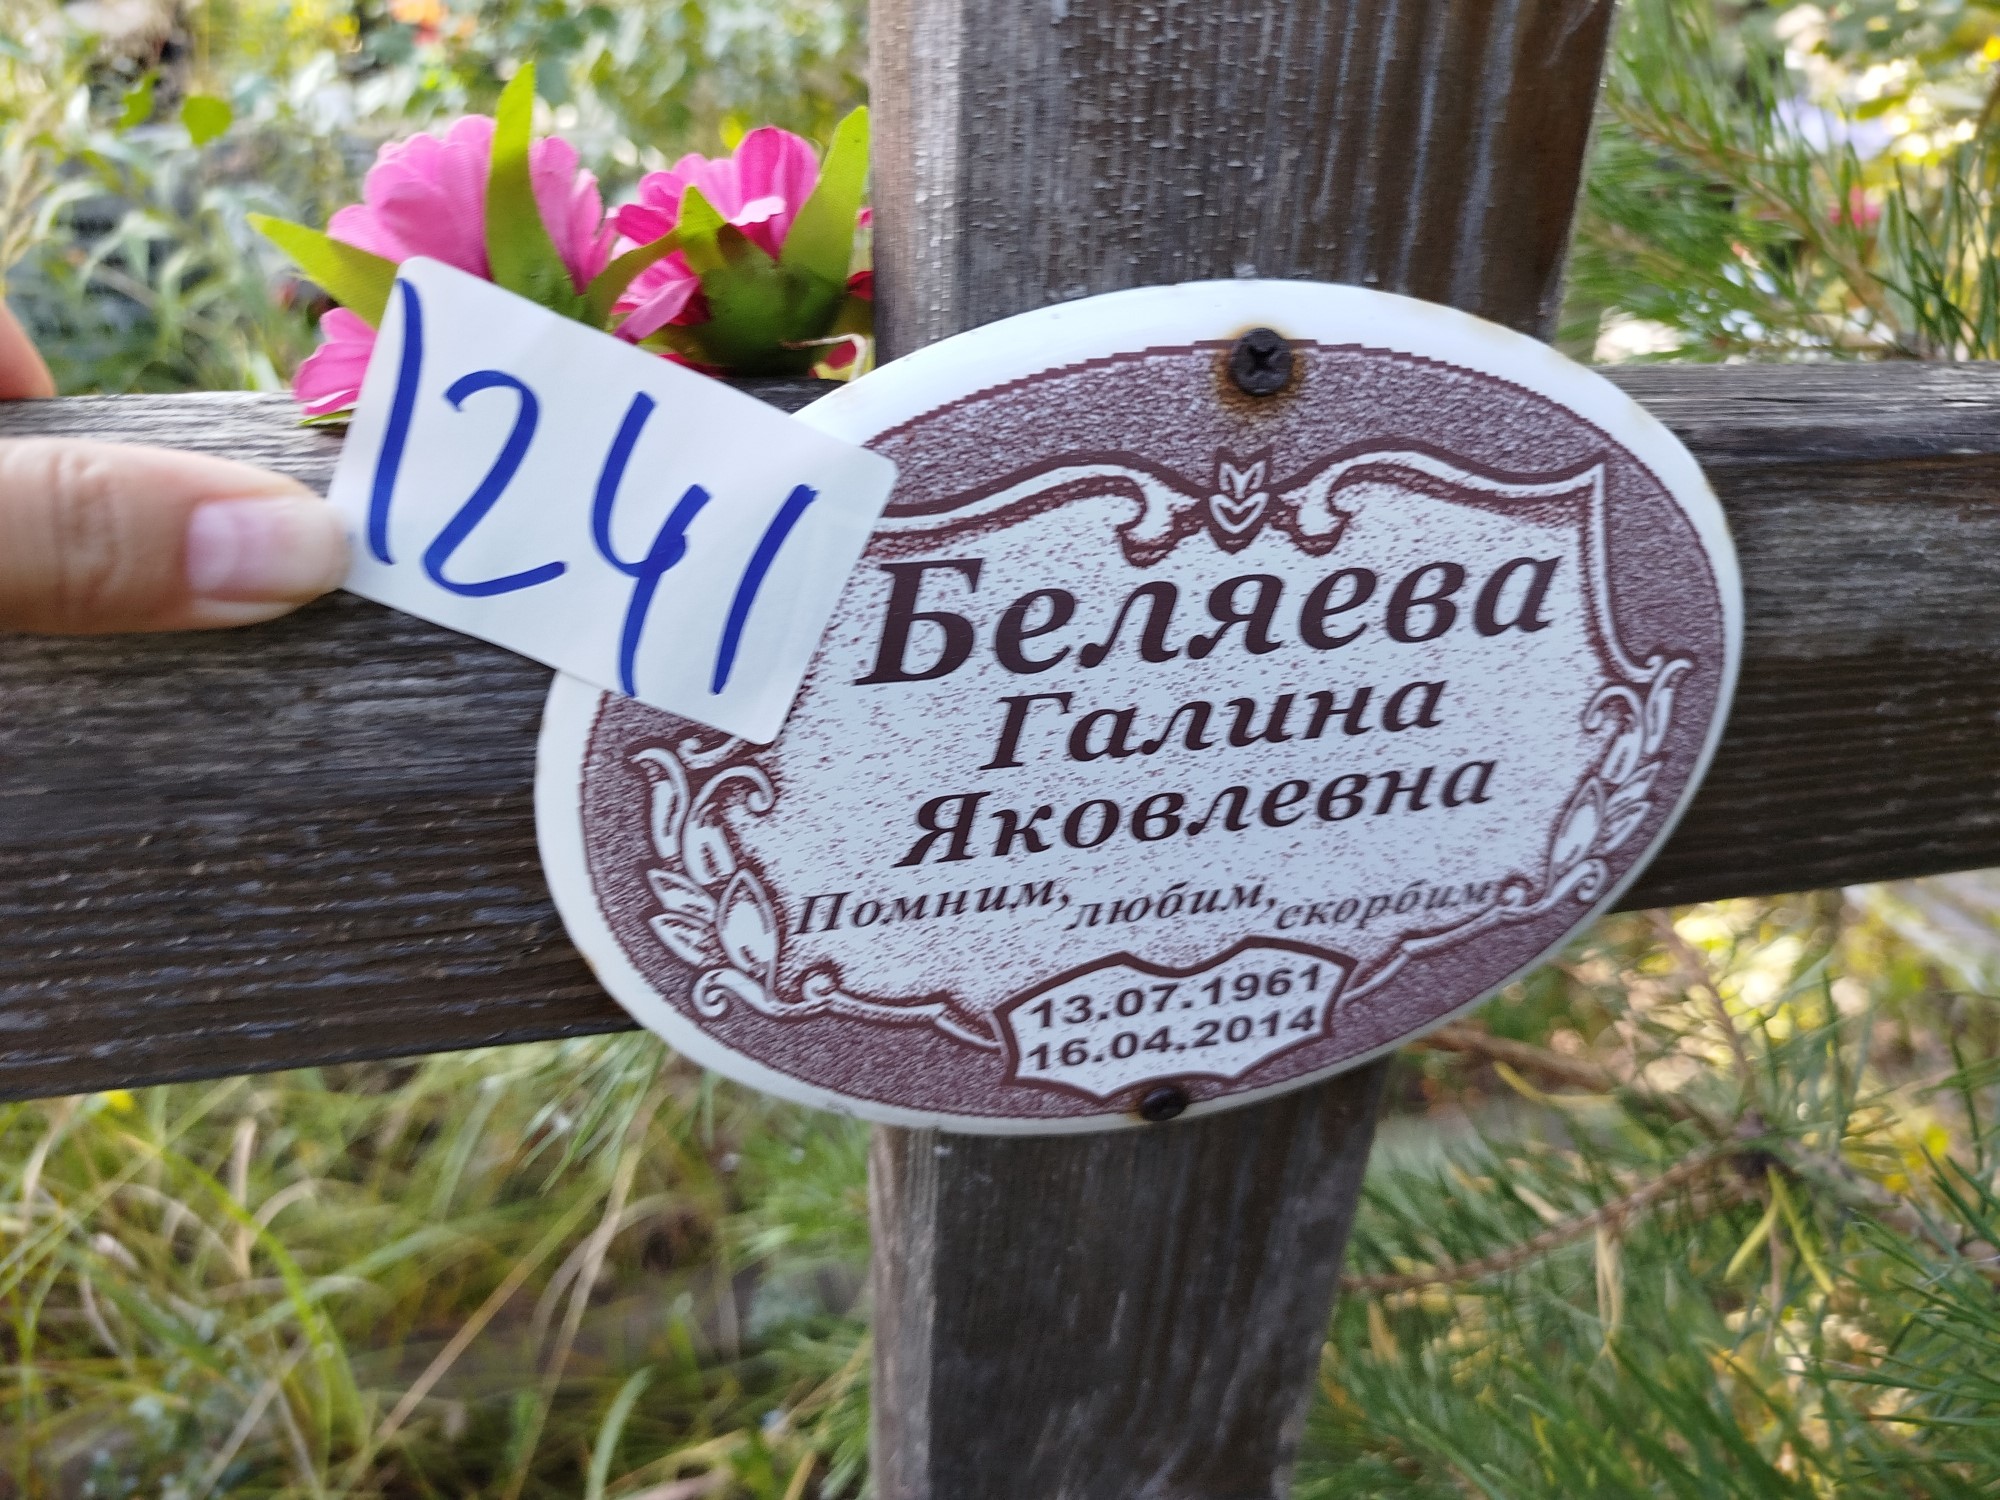 1241
Беляева
Галина
Яковлевна
Помним, любим, скорбим
13.07.1961
16.04.2014